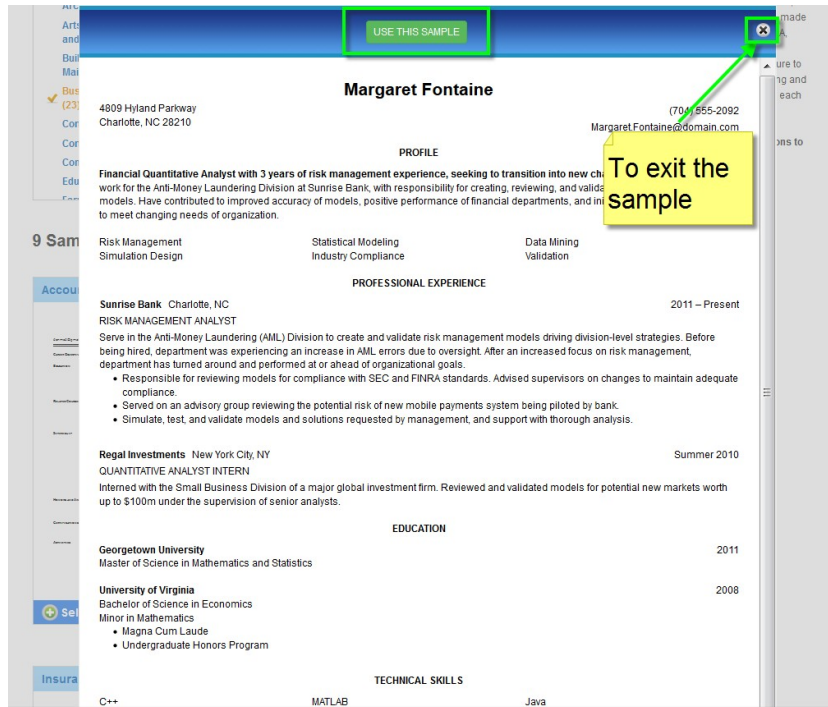 Arts
and
USE THIS SAMPLE
made
A,
Buil
Mai
ure to
ng and
each
Bus
(23)
Cor
Cor
Con
Edu
ons to
Margaret Fontaine
4809 Hyland Parkway
(704) 555-2092
Charlotte, NC 28210
Margaret.Fontaine@domain.com
PROFILE
To exit the
sample
Financial Quantitative Analyst with 3 years of risk management experience, seeking to transition into new
work for the Anti-Money Laundering Division at Sunrise Bank, with responsibility for creating, reviewing, and
models. Have contributed to improved accuracy of models, positive performance of financial departments, and
to meet changing needs of organization.
9 Sam
Risk Management Statistical Modeling Data Mining
Simulation Design Industry Compliance Validation
Accou
PROFESSIONAL EXPERIENCE
Sunrise Bank Charlotte, NC 2011 – Present
RISK MANAGEMENT ANALYST
Serve in the Anti-Money Laundering (AML) Division to create and validate risk management models driving division-level strategies. Before
being hired, department was experiencing an increase in AML errors due to oversight. After an increased focus on risk management,
department has turned around and performed at or ahead of organizational goals.
• Responsible for reviewing models for compliance with SEC and FINRA standards. Advised supervisors on changes to maintain adequate
compliance.
• Served on an advisory group reviewing the potential risk of new mobile payments system being piloted by bank.
• Simulate, test, and validate models and solutions requested by management, and support with thorough analysis.
Regal Investments New York City, NY Summer 2010
QUANTITATIVE ANALYST INTERN
Interned with the Small Business Division of a major global investment firm. Reviewed and validated models for potential new markets worth
up to $100m under the supervision of senior analysts.
EDUCATION
Georgetown University 2011
Master of Science in Mathematics and Statistics
University of Virginia 2008
Bachelor of Science in Economics
Minor in Mathematics
• Magna Cum Laude
• Undergraduate Honors Program
Sel
Insura
TECHNICAL SKILLS
C++ MATLAB Java